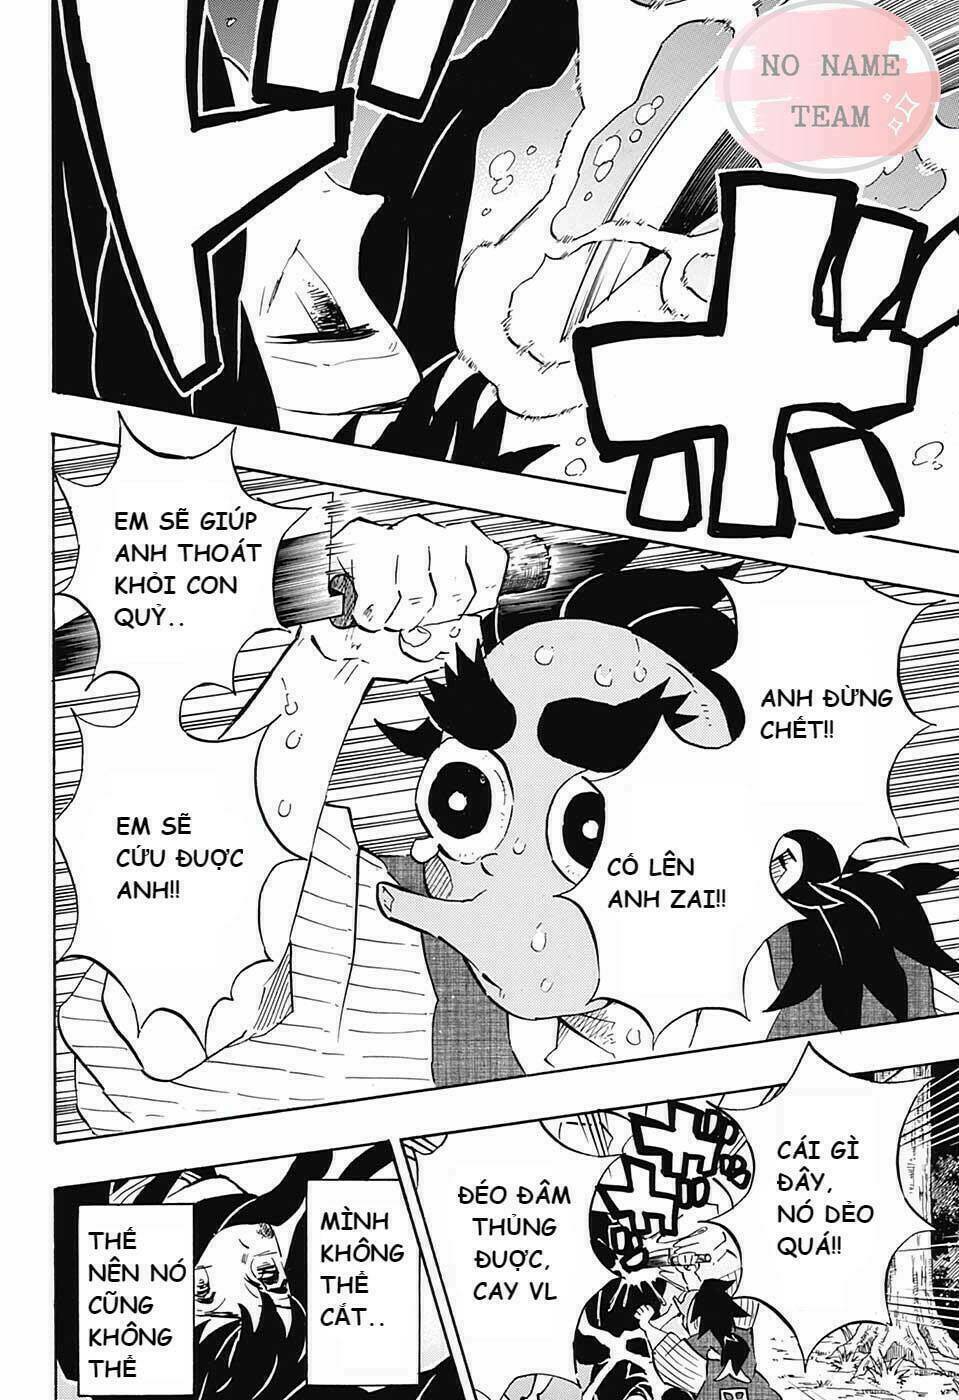 NO NAME
TEAM
ANH ĐỪNG
CHẾT!!
CỐ LÊN
ANH ZAI!!
EM SẼ GIÚP
ANH THOÁT
KHỎI CON
QUỶ..
EM SẼ
CỨU ĐƯỢC
ANH!!
CÁI GÌ
ĐÂY,
NÓ DẺO
QUÁ!!
ĐÉO ĐÂM
THỦNG
ĐƯỢC,
CAY VL
MÌNH
KHÔNG
THỂ
CẮT..
THẾ
NÊN NÓ
CŨNG
KHÔNG
THỂ